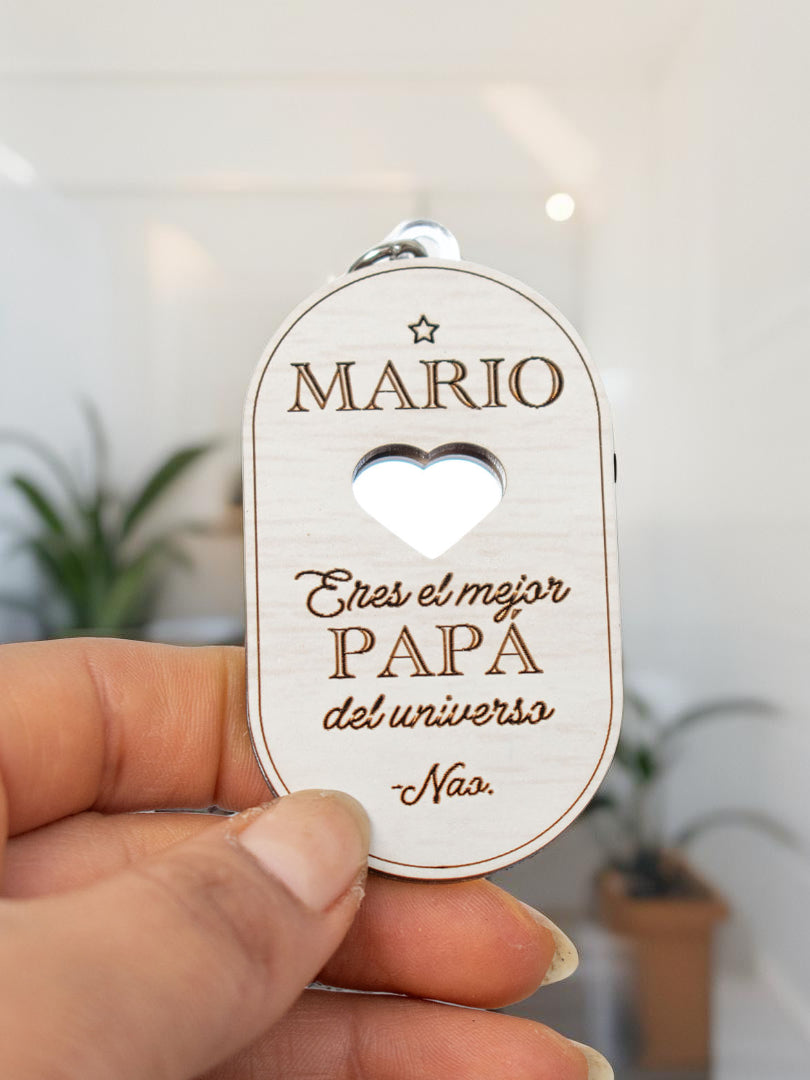 MARIO
Eres el mejor
PAPÁ
del universo
-Nao.